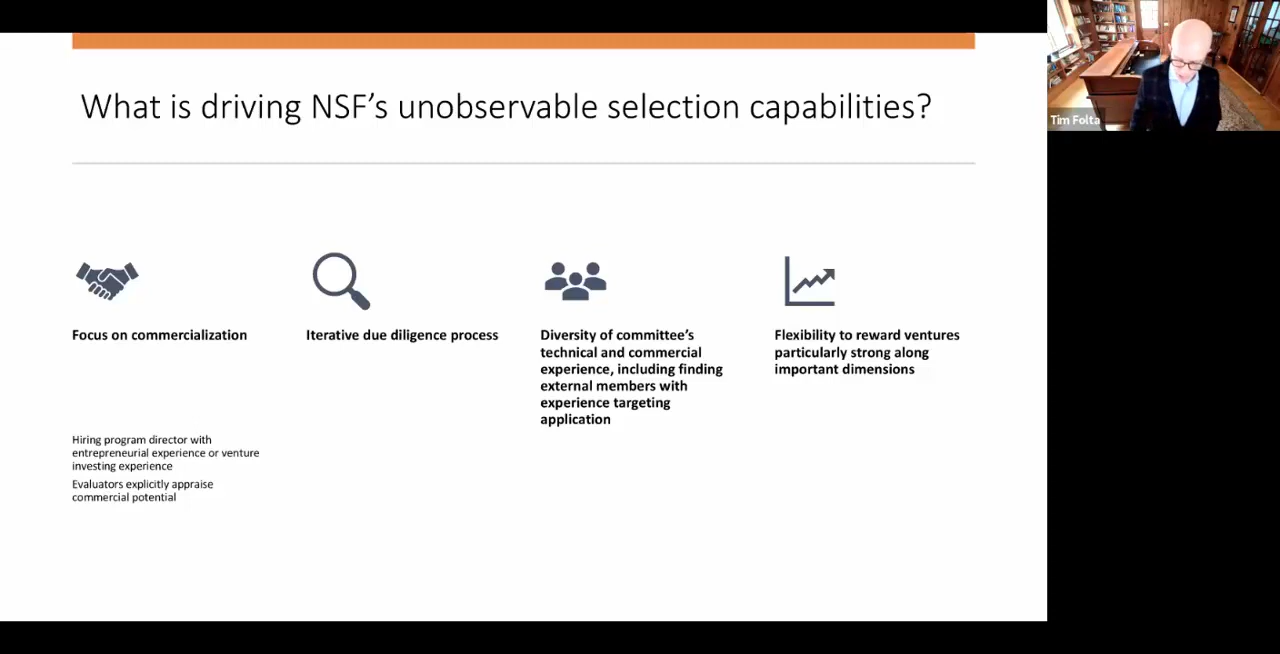 What is driving NSF's unobservable selection capabilities?
Tim Folta
Focus on commercialization
Hiring program director with
entrepreneurial experience or venture
investing experience
Evaluators explicitly appraise
commercial potential
Iterative due diligence process
Diversity of committee's
technical and commercial
experience, including finding
external members with
experience targeting
application
Flexibility to reward ventures
particularly strong along
important dimensions